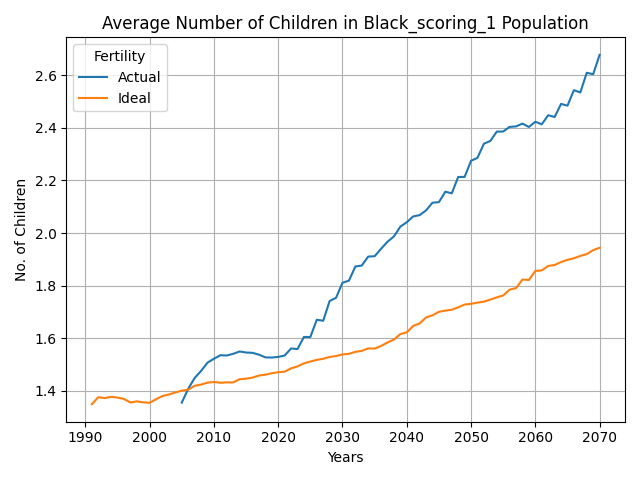 Average Number of Children in Black_scoring_1 Population
Fertility
Actual
Ideal
No. of Children
2.6
2.4
2.2
2.0
1.8
1.6
1.4
1990 2000 2010 2020 2030 2040 2050 2060 2070
Years